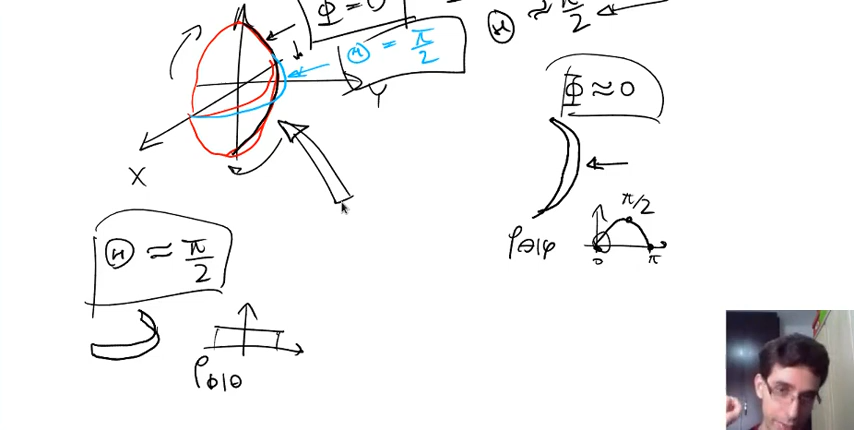 Φ = 0
Θ ≈ π/2
Θ = π/2
Y
X
Φ ≈ 0
π/2
ρθ|φ
0
π
Θ ≈ π/2
ρφ|θ